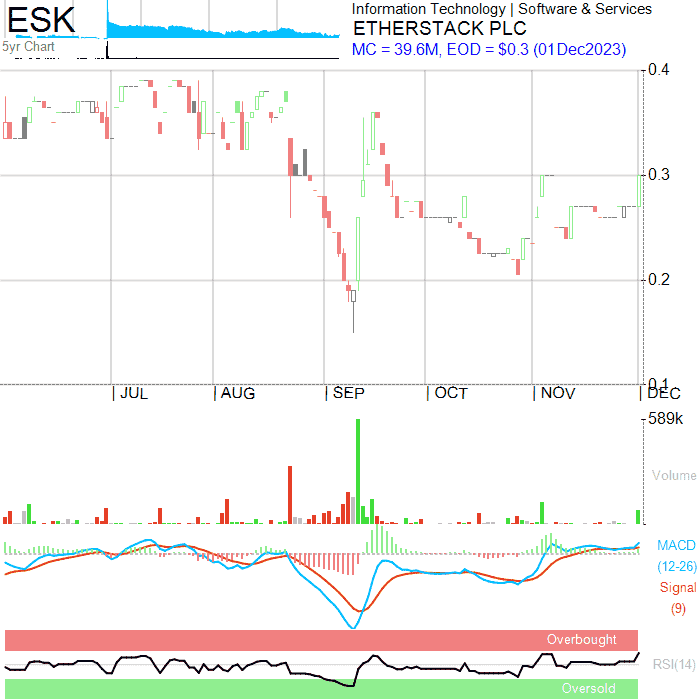 ESK
5yr Chart
Information Technology | Software & Services
ETHERSTACK PLC
MC = 39.6M, EOD = $0.3 (01Dec2023)
0.4
0.3
0.2
0.1
| JUL | AUG | SEP | OCT | NOV | DEC
589k
Volume
MACD
(12-26)
Signal
(9)
Overbought
RSI(14)
Oversold